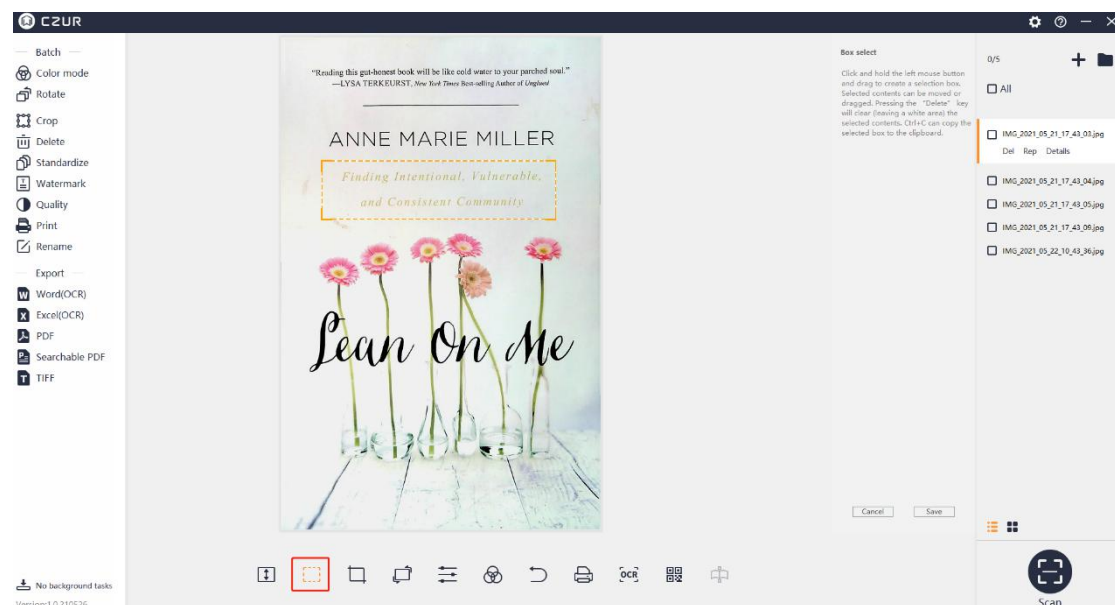 CZUR
Batch
Color mode
Rotate
Crop
Delete
Standardize
Watermark
Quality
Print
Rename
Export
Word(OCR)
Excel(OCR)
PDF
Searchable PDF
TIFF
No background tasks
Version:1.0.210526
"Reading this gut-honest book will be like cold water to your parched soul."
—LYSA TERKEURST, New York Times Best-selling Author of Unglued
ANNE MARIE MILLER
Finding Intentional, Vulnerable,
and Consistent Community
Lean On Me
OCR
Box select
Click and hold the left mouse button
and drag to create a selection box.
Selected contents can be moved or
dragged. Pressing the "Delete" key
will clear (leaving a white area) the
selected contents. Ctrl+C can copy the
selected box to the clipboard.
Cancel Save
0/5
All
IMG_2021_05_21_17_43_03.jpg
Del Rep Details
IMG_2021_05_21_17_43_04.jpg
IMG_2021_05_21_17_43_05.jpg
IMG_2021_05_21_17_43_09.jpg
IMG_2021_05_22_10_43_36.jpg
Scan